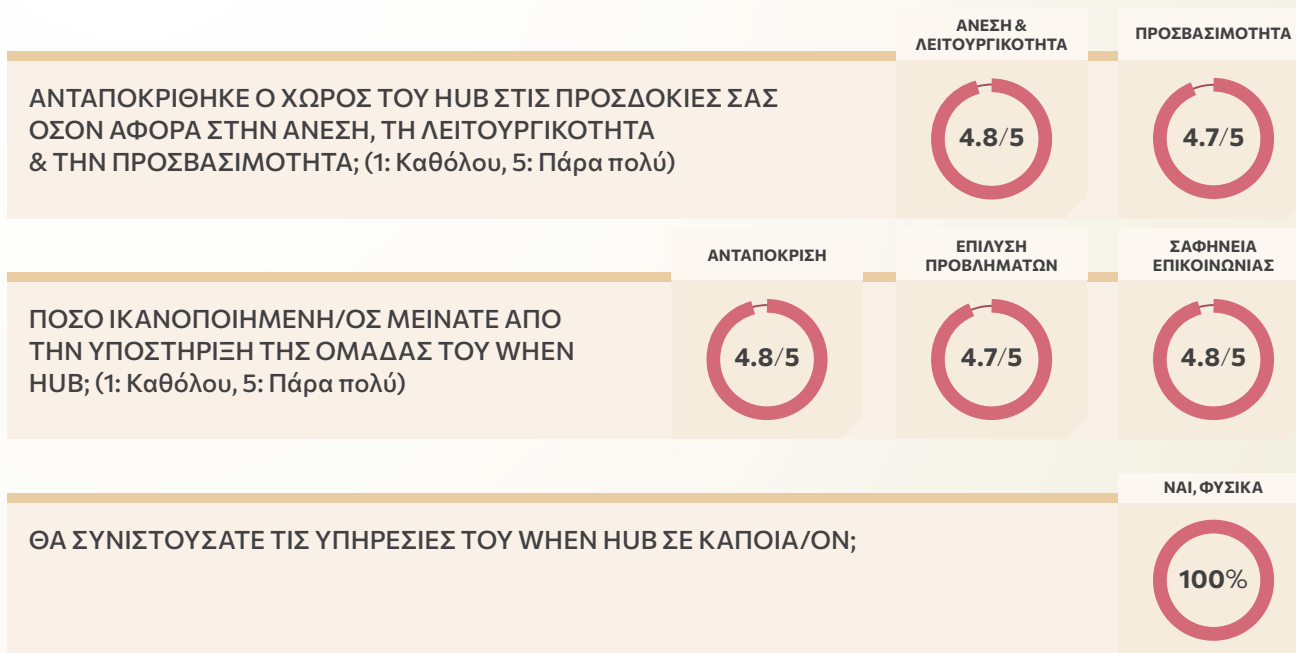 ΑΝΕΣΗ &
ΛΕΙΤΟΥΡΓΙΚΟΤΗΤΑ
ΠΡΟΣΒΑΣΙΜΟΤΗΤΑ
ΑΝΤΑΠΟΚΡΙΘΗΚΕ Ο ΧΩΡΟΣ ΤΟΥ HUB ΣΤΙΣ ΠΡΟΣΔΟΚΙΕΣ ΣΑΣ
ΟΣΟΝ ΑΦΟΡΑ ΣΤΗΝ ΑΝΕΣΗ, ΤΗ ΛΕΙΤΟΥΡΓΙΚΟΤΗΤΑ
& ΤΗΝ ΠΡΟΣΒΑΣΙΜΟΤΗΤΑ; (1: Καθόλου, 5: Πάρα πολύ)
4.8/5
4.7/5
ΑΝΤΑΠΟΚΡΙΣΗ
ΕΠΙΛΥΣΗ
ΠΡΟΒΛΗΜΑΤΩΝ
ΣΑΦΗΝΕΙΑ
ΕΠΙΚΟΙΝΩΝΙΑΣ
ΠΟΣΟ ΙΚΑΝΟΠΟΙΗΜΕΝΗ/ΟΣ ΜΕΙΝΑΤΕ ΑΠΟ
ΤΗΝ ΥΠΟΣΤΗΡΙΞΗ ΤΗΣ ΟΜΑΔΑΣ ΤΟΥ WHEN
HUB; (1: Καθόλου, 5: Πάρα πολύ)
4.8/5
4.7/5
4.8/5
ΝΑΙ, ΦΥΣΙΚΑ
ΘΑ ΣΥΝΙΣΤΟΥΣΑΤΕ ΤΙΣ ΥΠΗΡΕΣΙΕΣ ΤΟΥ WHEN HUB ΣΕ ΚΑΠΟΙΑ/ΟΝ;
100%